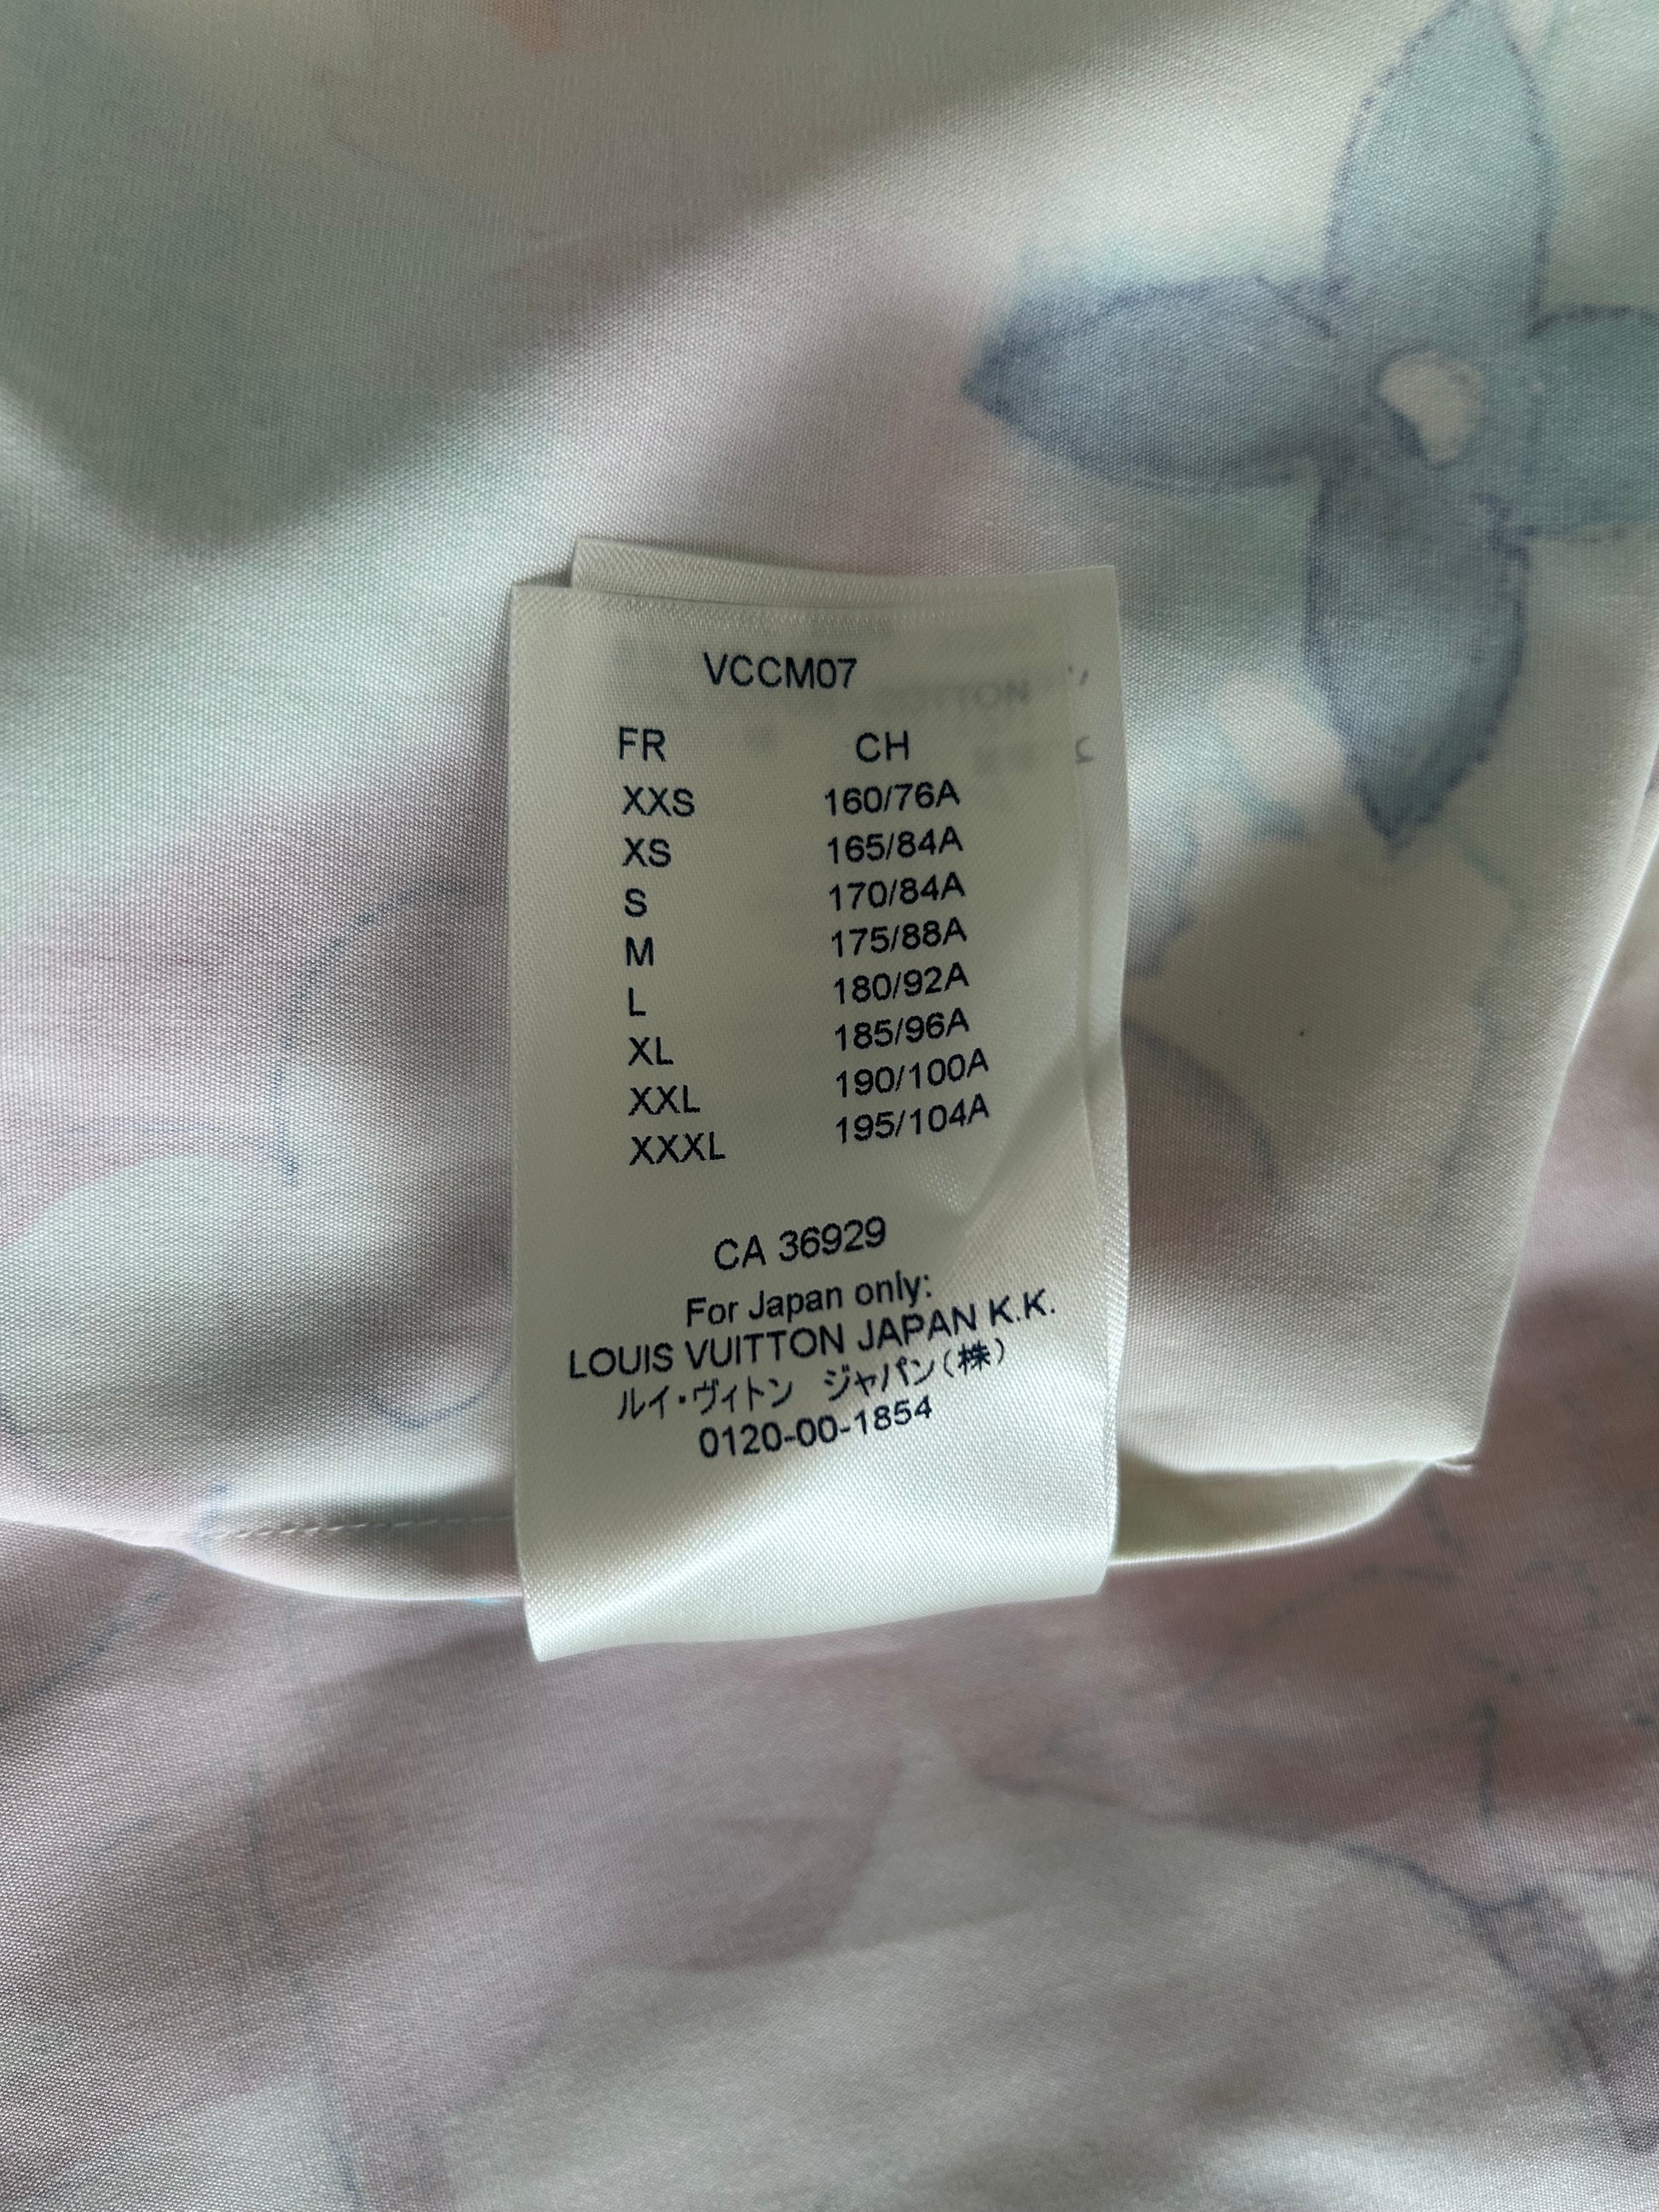 VCCM07
FR CH
XXS 160/76A
XS 165/84A
S 170/84A
M 175/88A
L 180/92A
XL 185/96A
XXL 190/100A
XXXL 195/104A
CA 36929
For Japan only:
LOUIS VUITTON JAPAN K.K.
ルイ・ヴィトン ジャパン(株)
0120-00-1854